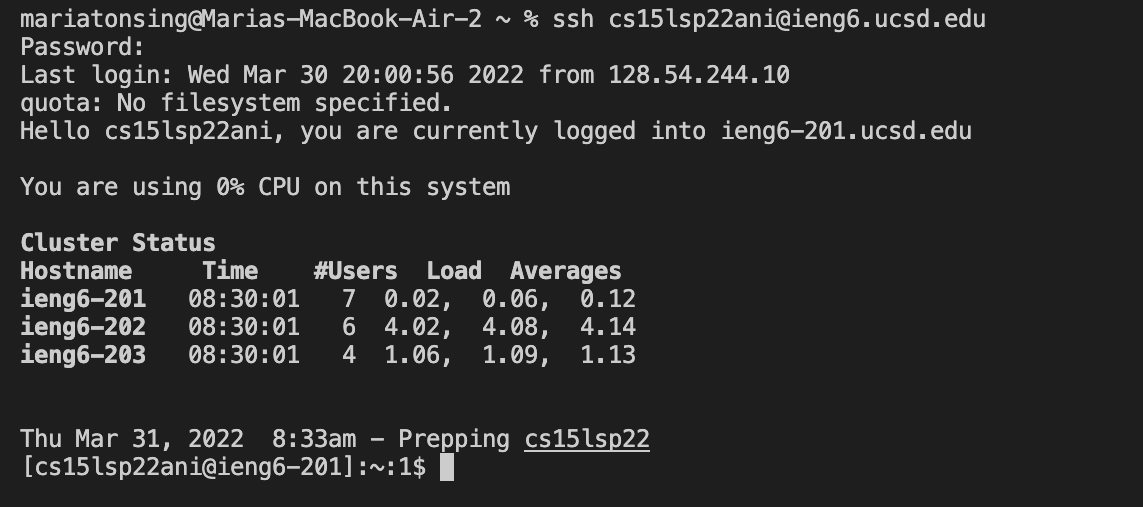 mariatonsing@Marias-MacBook-Air-2 ~ % ssh cs15lsp22ani@ieng6.ucsd.edu
Password:
Last login: Wed Mar 30 20:00:56 2022 from 128.54.244.10
quota: No filesystem specified.
Hello cs15lsp22ani, you are currently logged into ieng6-201.ucsd.edu
You are using 0% CPU on this system
Cluster Status
Hostname     Time    #Users  Load  Averages
ieng6-201   08:30:01   7  0.02,  0.06,  0.12
ieng6-202   08:30:01   6  4.02,  4.08,  4.14
ieng6-203   08:30:01   4  1.06,  1.09,  1.13
Thu Mar 31, 2022  8:33am - Prepping cs15lsp22
[cs15lsp22ani@ieng6-201]:~:1$